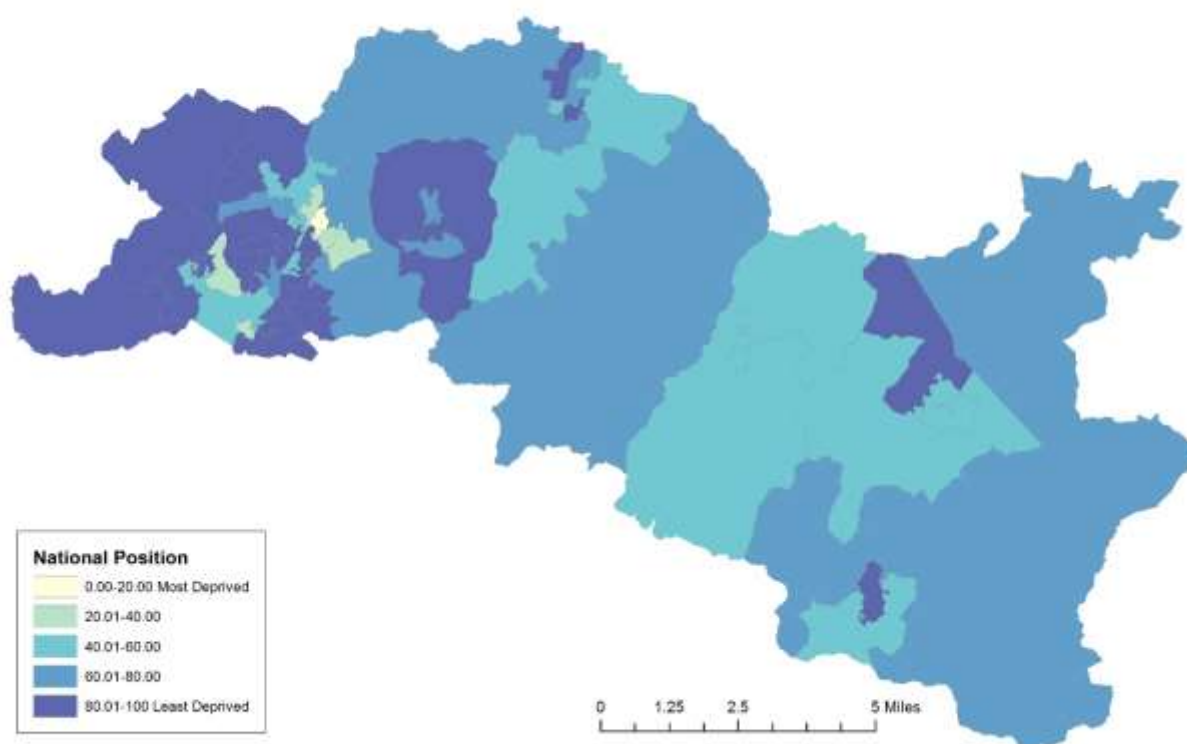 National Position
0.00-20.00 Most Deprived
20.01-40.00
40.01-60.00
60.01-80.00
80.01-100 Least Deprived
0 1.25 2.5 5 Miles